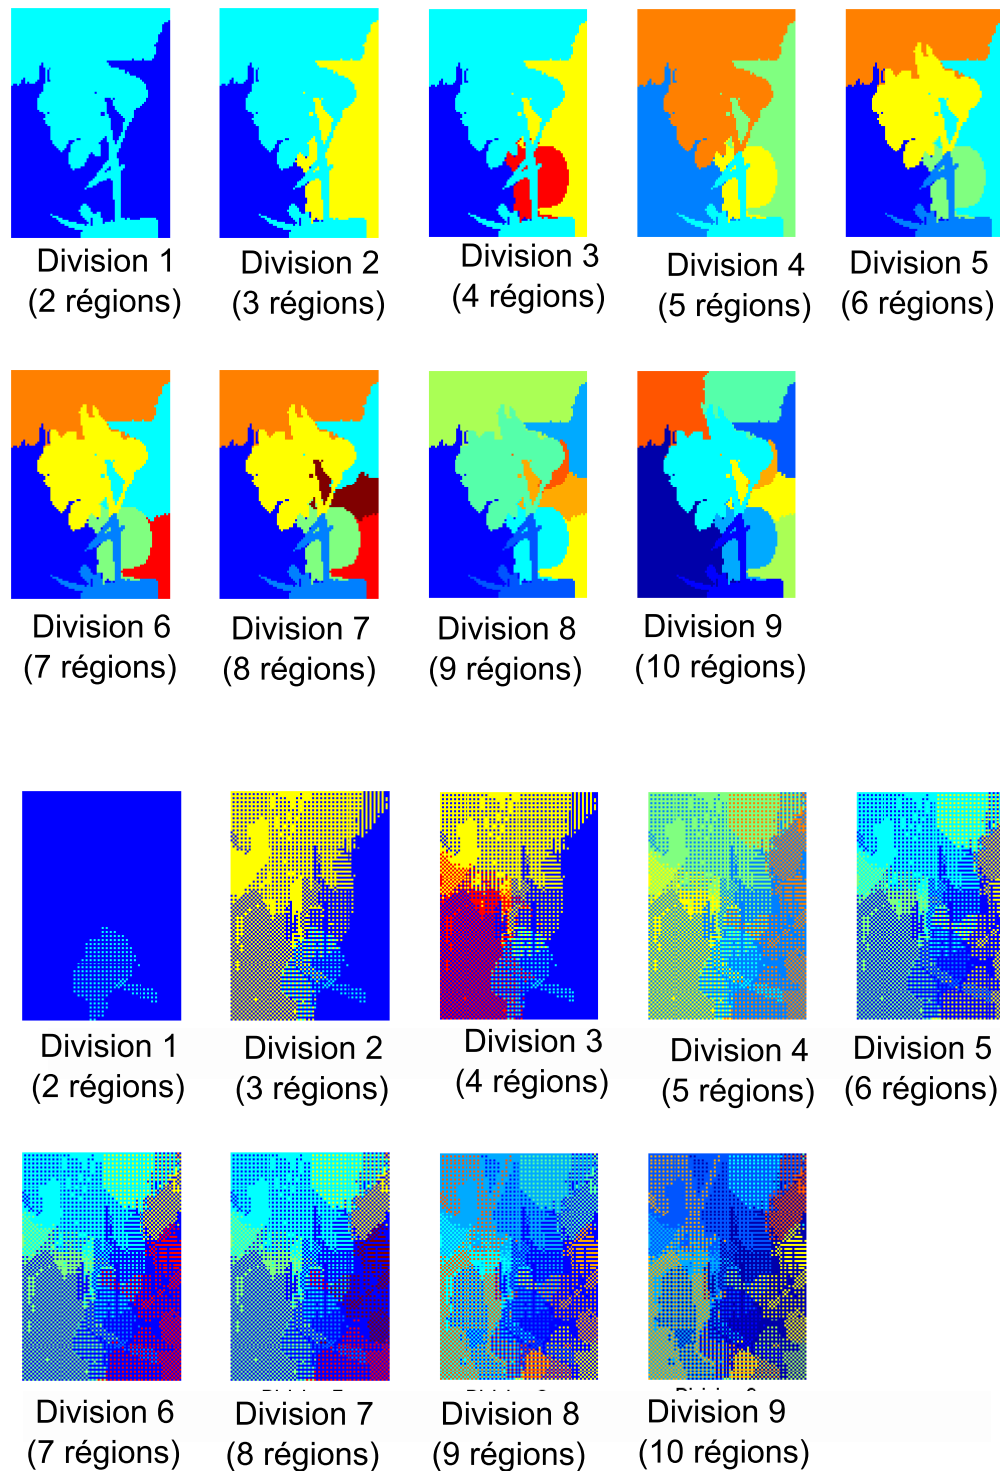 Division 1
(2 régions)
Division 2
(3 régions)
Division 3
(4 régions)
Division 4
(5 régions)
Division 5
(6 régions)
Division 6
(7 régions)
Division 7
(8 régions)
Division 8
(9 régions)
Division 9
(10 régions)
Division 1
(2 régions)
Division 2
(3 régions)
Division 3
(4 régions)
Division 4
(5 régions)
Division 5
(6 régions)
Division 6
(7 régions)
Division 7
(8 régions)
Division 8
(9 régions)
Division 9
(10 régions)